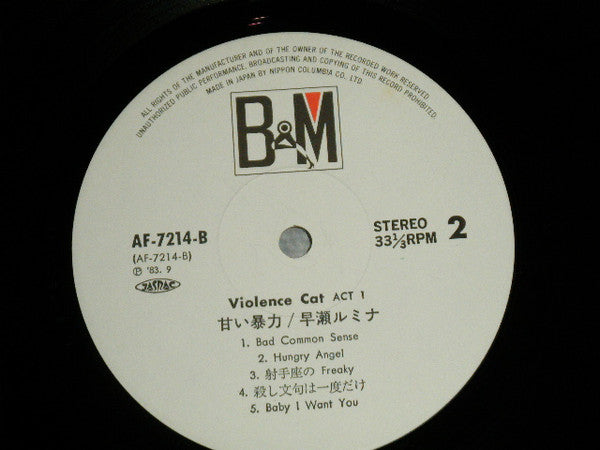 ALL RIGHTS OF THE MANUFACTURER AND OF THE OWNER OF THE RECORDED WORK RESERVED.
UNAUTHORIZED PUBLIC PERFORMANCE, BROADCASTING AND COPYING OF THIS RECORD PROHIBITED.
MADE IN JAPAN BY NIPPON COLUMBIA CO., LTD.
B&M
AF-7214-B
(AF-7214-B)
Ⓟ '83. 9
JASRAC
STEREO
33⅓RPM
2
Violence Cat ACT 1
甘い暴力/早瀬ルミナ
1. Bad Common Sense
2. Hungry Angel
3. 射手座の Freaky
4. 殺し文句は一度だけ
5. Baby I Want You